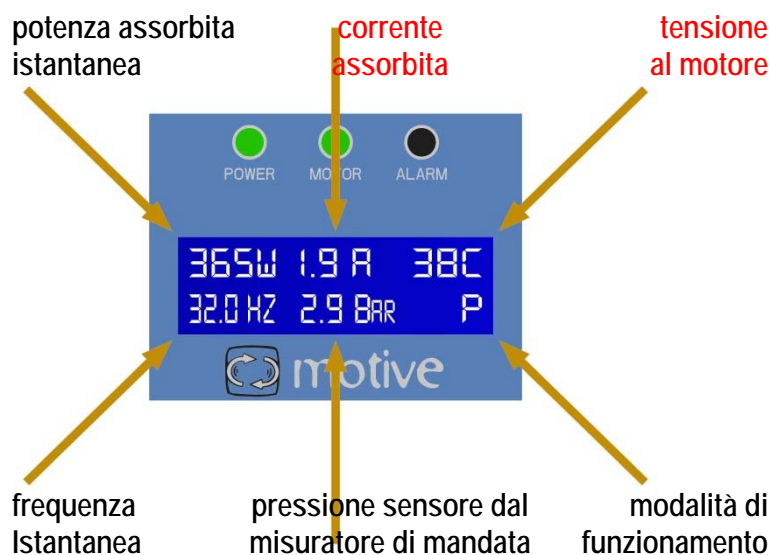 potenza assorbita
istantanea
corrente
assorbita
tensione
al motore
POWER MOTOR ALARM
365W 1.9 A 38C
32.0 HZ 2.9 BAR P
motive
frequenza
Istantanea
pressione sensore dal
misuratore di mandata
modalità di
funzionamento